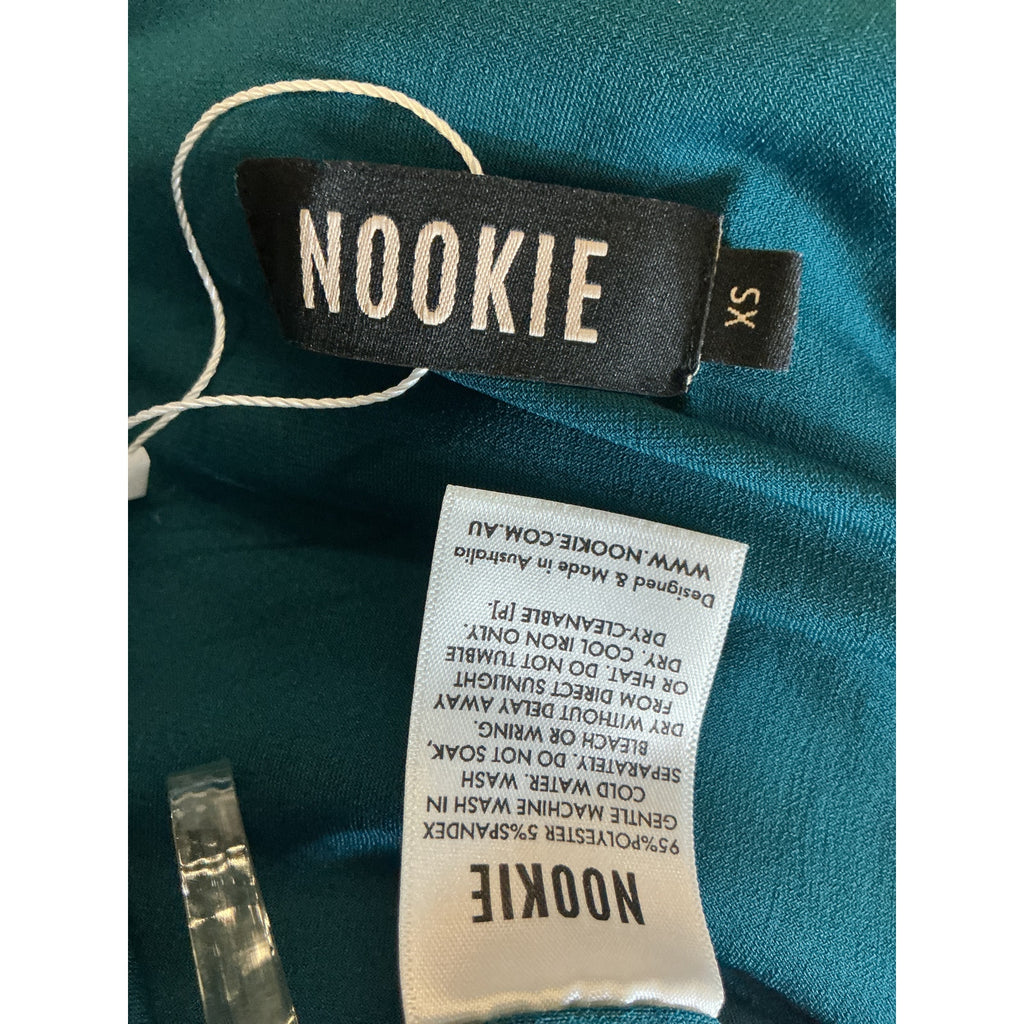 NOOKIE
XS
NOOKIE
95%POLYESTER 5%SPANDEX
GENTLE MACHINE WASH IN
COLD WATER. WASH
SEPARATELY. DO NOT SOAK,
BLEACH OR WRING.
DRY WITHOUT DELAY AWAY
FROM DIRECT SUNLIGHT
OR HEAT. DO NOT TUMBLE
DRY. COOL IRON ONLY.
DRY-CLEANABLE [P].
Designed & Made in Australia
WWW.NOOKIE.COM.AU